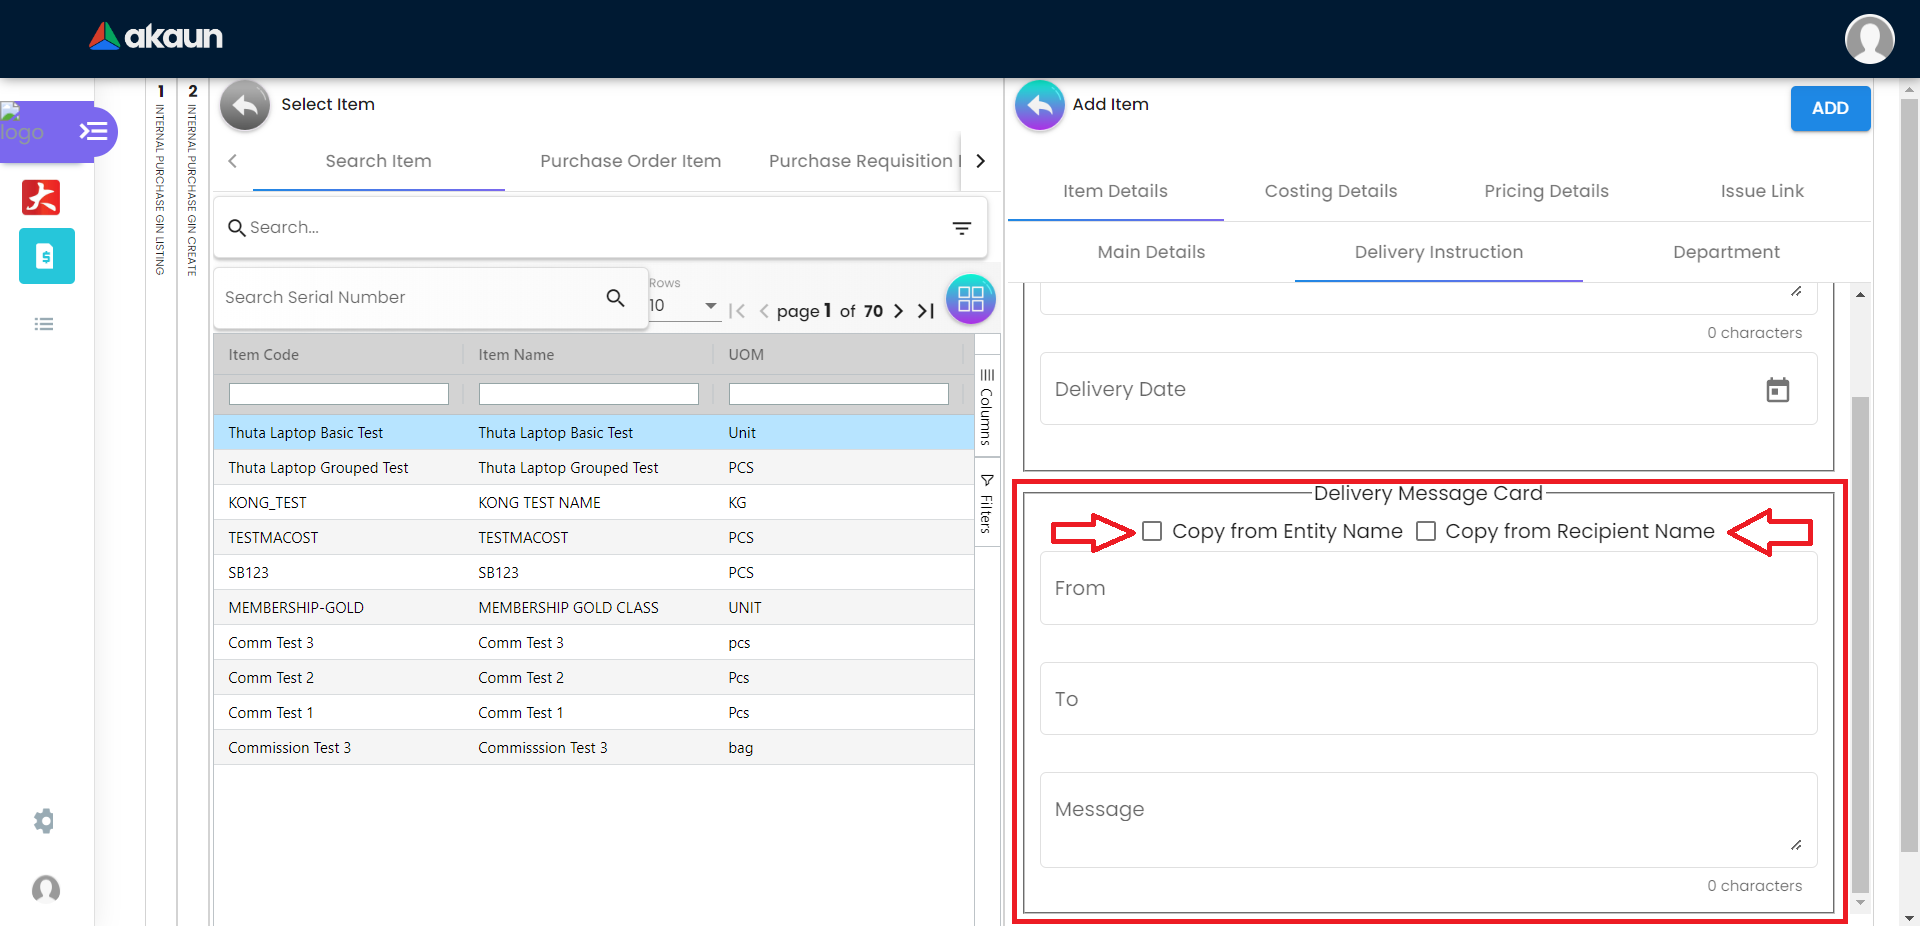 akaun
logo
1 INTERNAL PURCHASE GIN LISTING
2 INTERNAL PURCHASE GIN CREATE
Select Item
Search Item Purchase Order Item Purchase Requisition
Search...
Search Serial Number
Rows
10
page 1 of 70
Item Code Item Name UOM
Thuta Laptop Basic Test Thuta Laptop Basic Test Unit
Thuta Laptop Grouped Test Thuta Laptop Grouped Test PCS
KONG_TEST KONG TEST NAME KG
TESTMACOST TESTMACOST PCS
SB123 SB123 PCS
MEMBERSHIP-GOLD MEMBERSHIP GOLD CLASS UNIT
Comm Test 3 Comm Test 3 pcs
Comm Test 2 Comm Test 2 Pcs
Comm Test 1 Comm Test 1 Pcs
Commission Test 3 Commisssion Test 3 bag
Columns
Filters
Add Item
ADD
Item Details Costing Details Pricing Details Issue Link
Main Details Delivery Instruction Department
0 characters
Delivery Date
Delivery Message Card
Copy from Entity Name Copy from Recipient Name
From
To
Message
0 characters